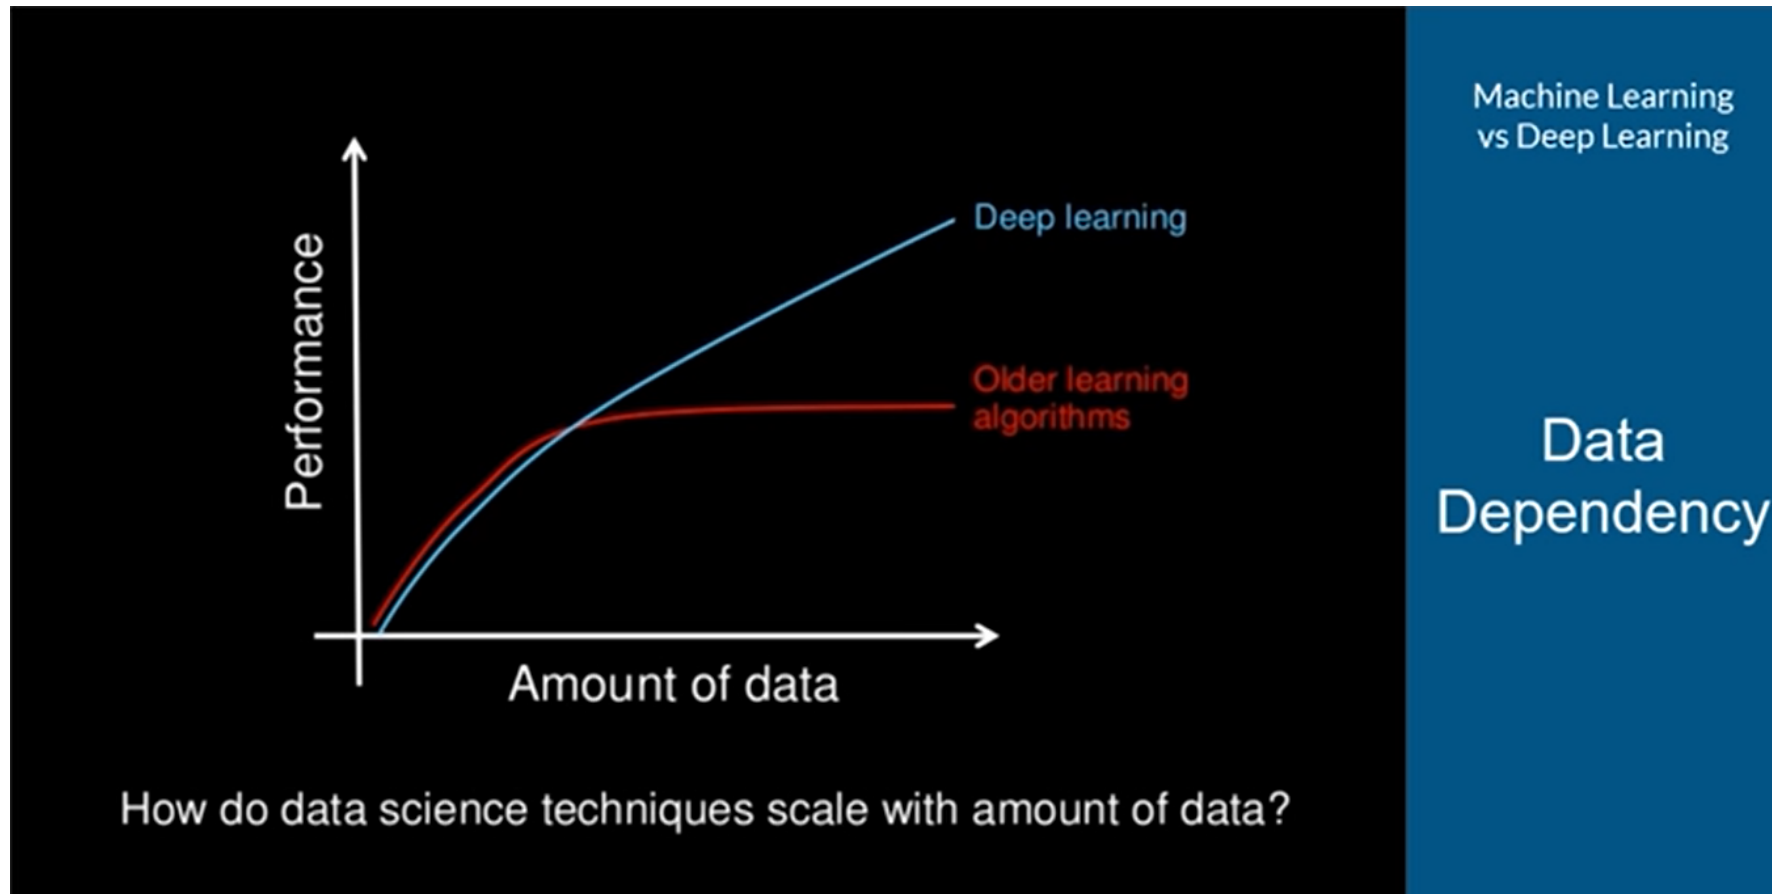 Machine Learning
vs Deep Learning
Data
Dependency
Performance
Deep learning
Older learning
algorithms
Amount of data
How do data science techniques scale with amount of data?